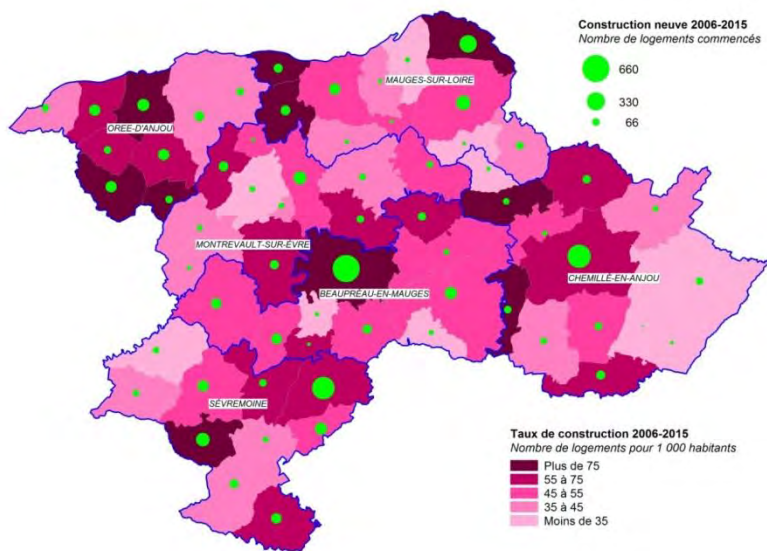 Construction neuve 2006-2015
Nombre de logements commencés
660
330
66
MAUGES-SUR-LOIRE
OREE-D'ANJOU
MONTREVAULT-SUR-ÈVRE
CHEMILLÉ-EN-ANJOU
BEAUPRÉAU-EN-MAUGES
SÈVREMOINE
Taux de construction 2006-2015
Nombre de logements pour 1 000 habitants
Plus de 75
55 à 75
45 à 55
35 à 45
Moins de 35